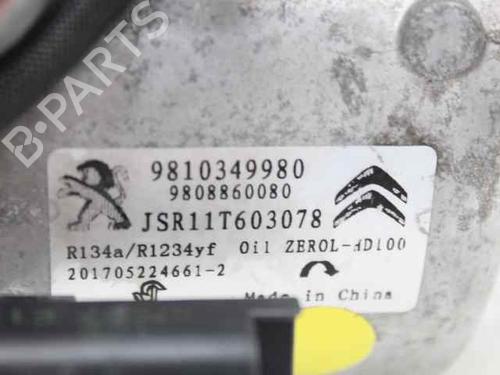 B-PARTS
9810349980
9808860080
JSR11T603078
R134a/R1234yf Oil ZEROL-HD100
201705224661-2
Made in China